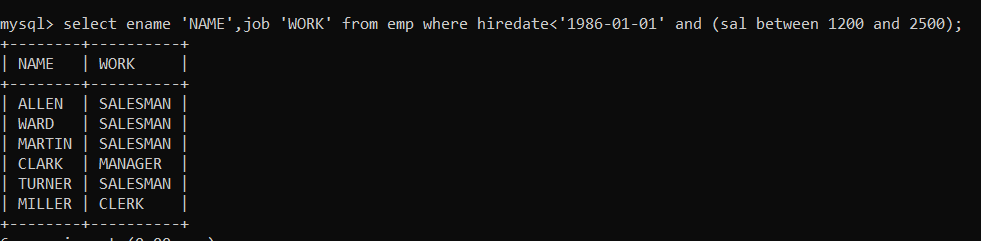 mysql> select ename 'NAME',job 'WORK' from emp where hiredate<'1986-01-01' and (sal between 1200 and 2500);
+--------+----------+
| NAME   | WORK     |
+--------+----------+
| ALLEN  | SALESMAN |
| WARD   | SALESMAN |
| MARTIN | SALESMAN |
| CLARK  | MANAGER  |
| TURNER | SALESMAN |
| MILLER | CLERK    |
+--------+----------+